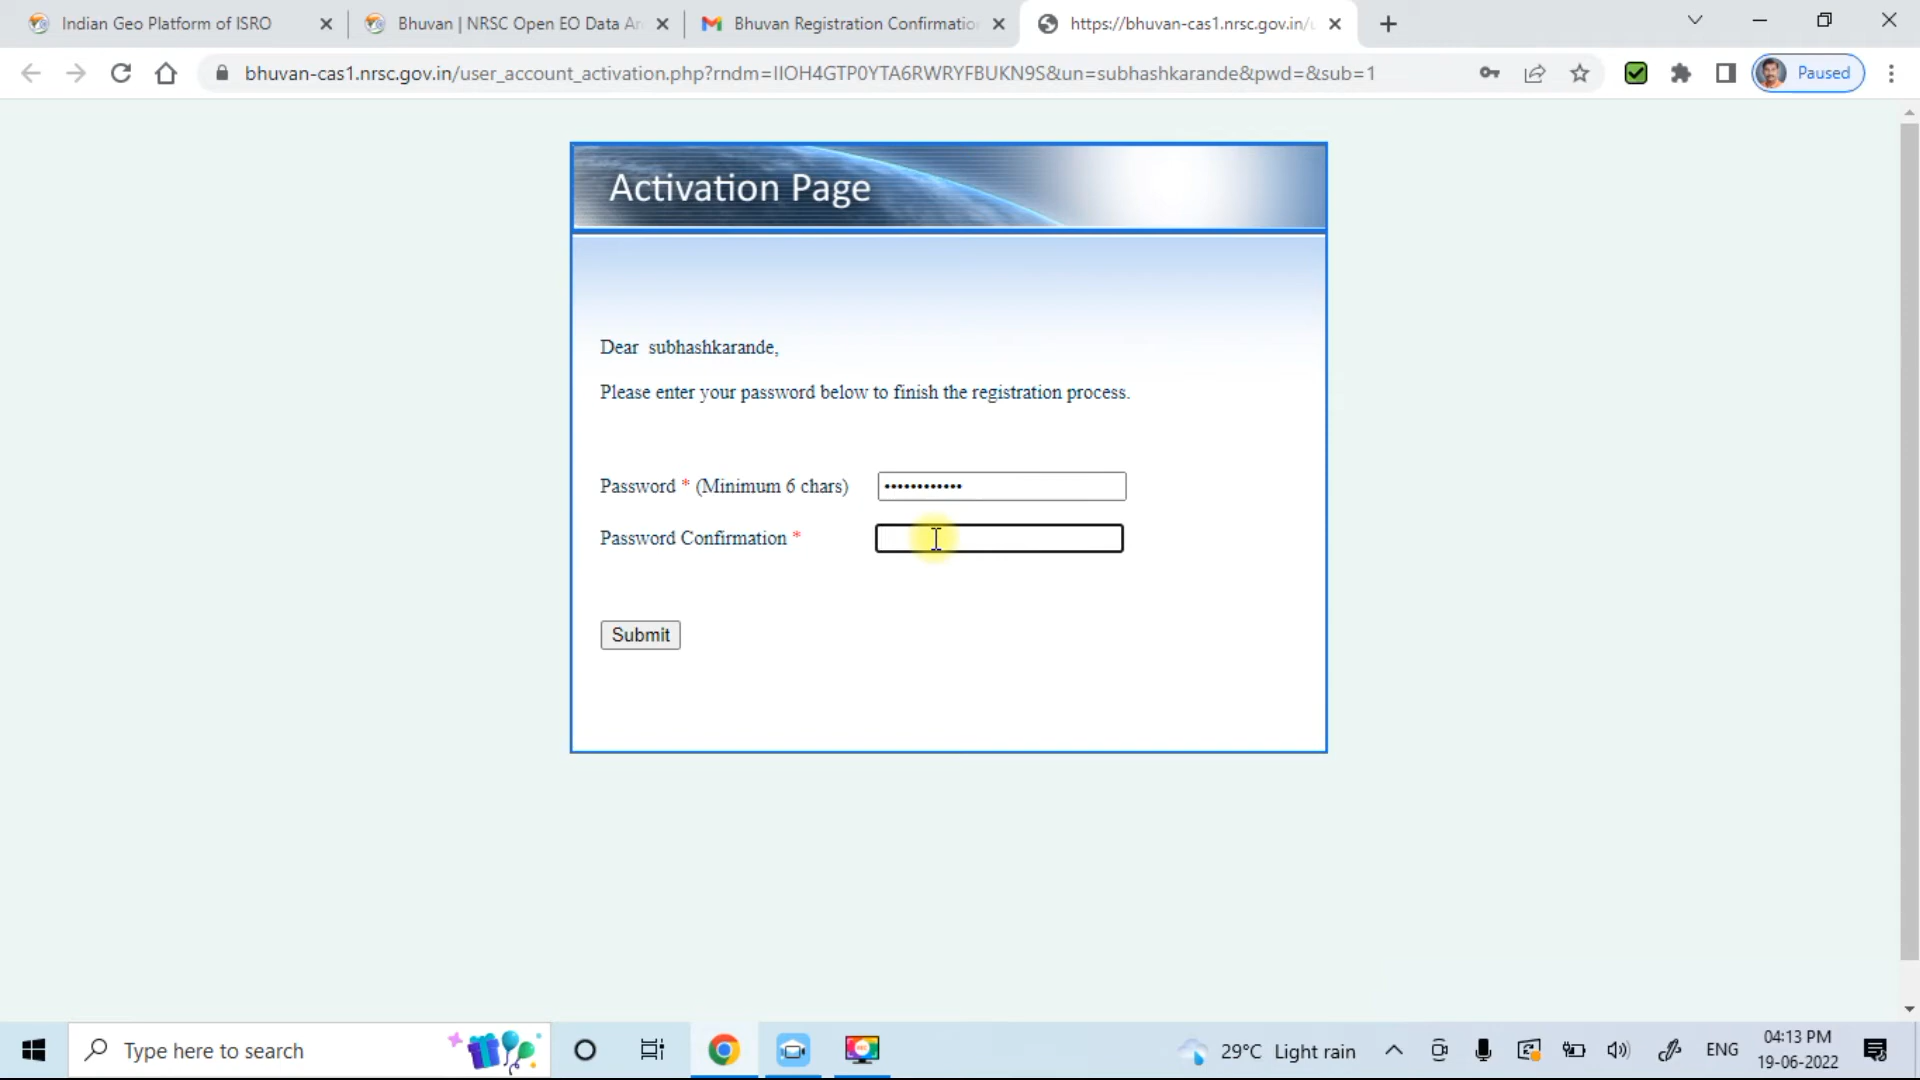 Indian Geo Platform of ISRO
Bhuvan | NRSC Open EO Data Ar
Bhuvan Registration Confirmation
https://bhuvan-cas1.nrsc.gov.in/u
bhuvan-cas1.nrsc.gov.in/user_account_activation.php?rndm=IIOH4GTP0YTA6RWRYFBUKN9S&un=subhashkarande&pwd=&sub=1
Paused
Activation Page
Dear subhashkarande,
Please enter your password below to finish the registration process.
Password * (Minimum 6 chars)
Password Confirmation *
Submit
Type here to search
29°C Light rain
ENG
04:13 PM
19-06-2022